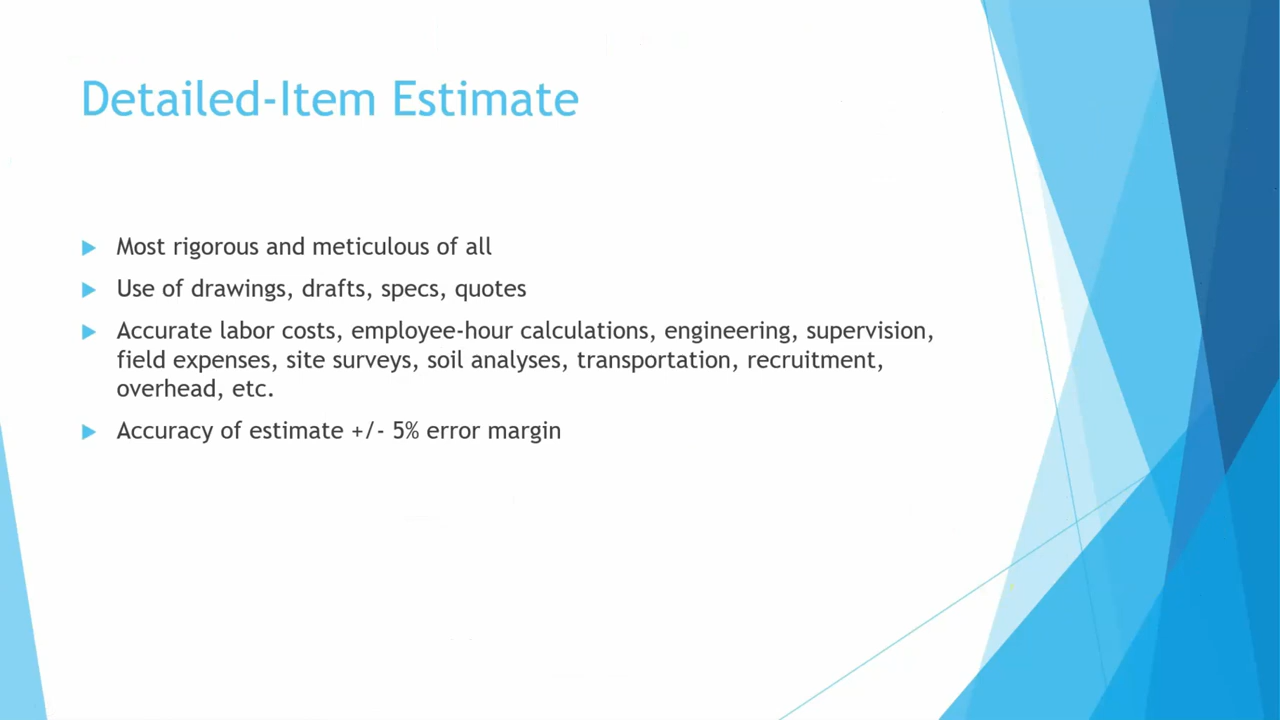 Detailed-Item Estimate
Most rigorous and meticulous of all
Use of drawings, drafts, specs, quotes
Accurate labor costs, employee-hour calculations, engineering, supervision,
field expenses, site surveys, soil analyses, transportation, recruitment,
overhead, etc.
Accuracy of estimate +/- 5% error margin